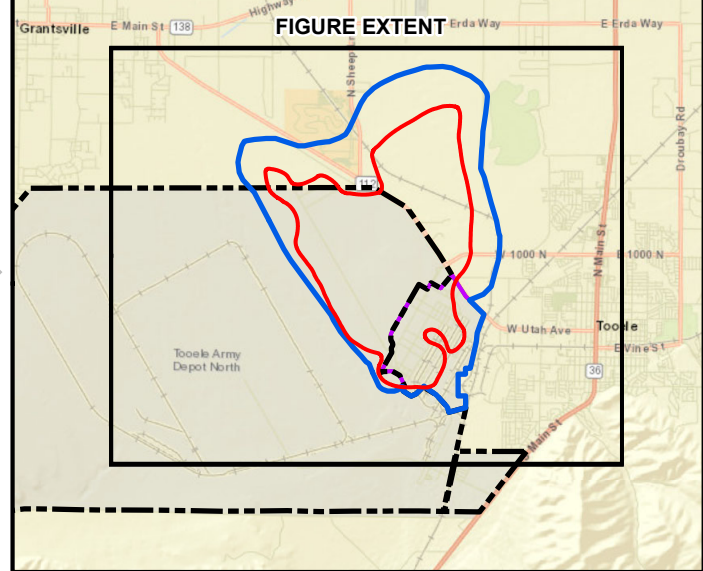 Highway
FIGURE EXTENT
Grantsville
E Main St
138
Erda Way
E Erda Way
N Sheep Ln
Droubay Rd
112
N Main St
W 1000 N
E 1000 N
W Utah Ave
Tooele
E Vine St
Tooele Army
Depot North
36
S Main St